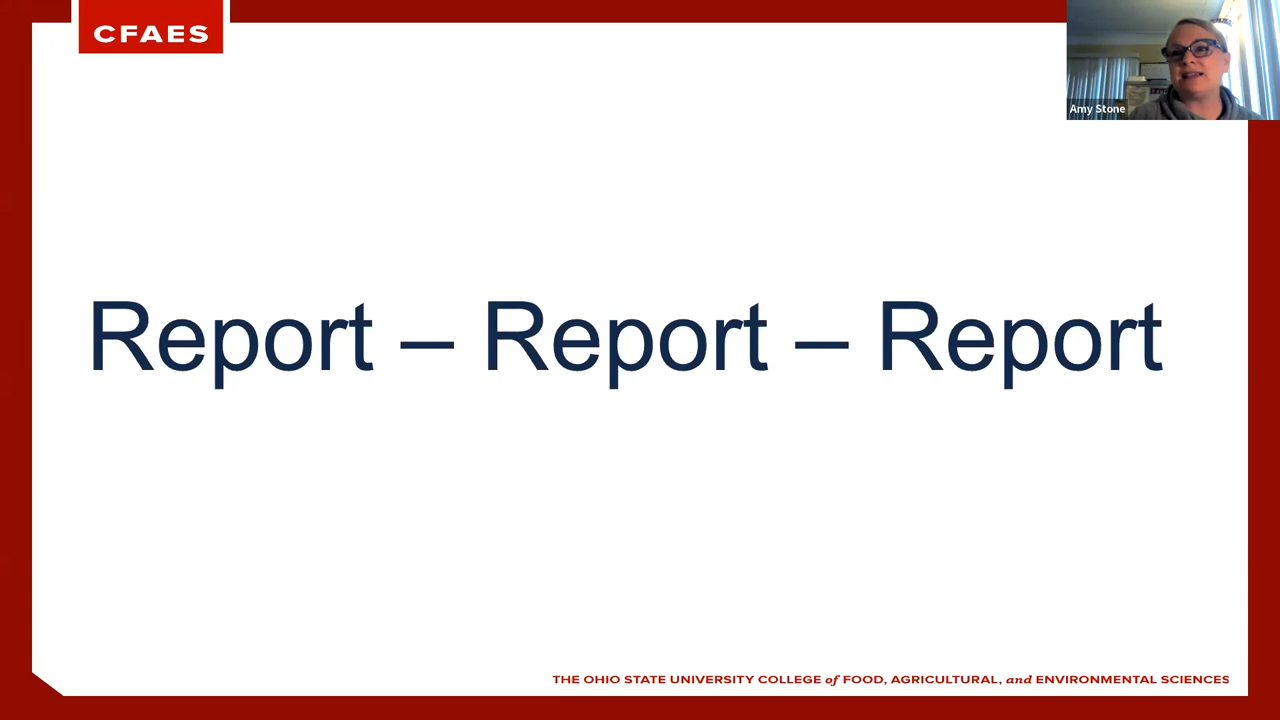 CFAES
Amy Stone
Report – Report – Report
THE OHIO STATE UNIVERSITY COLLEGE of FOOD, AGRICULTURAL, and ENVIRONMENTAL SCIENCES